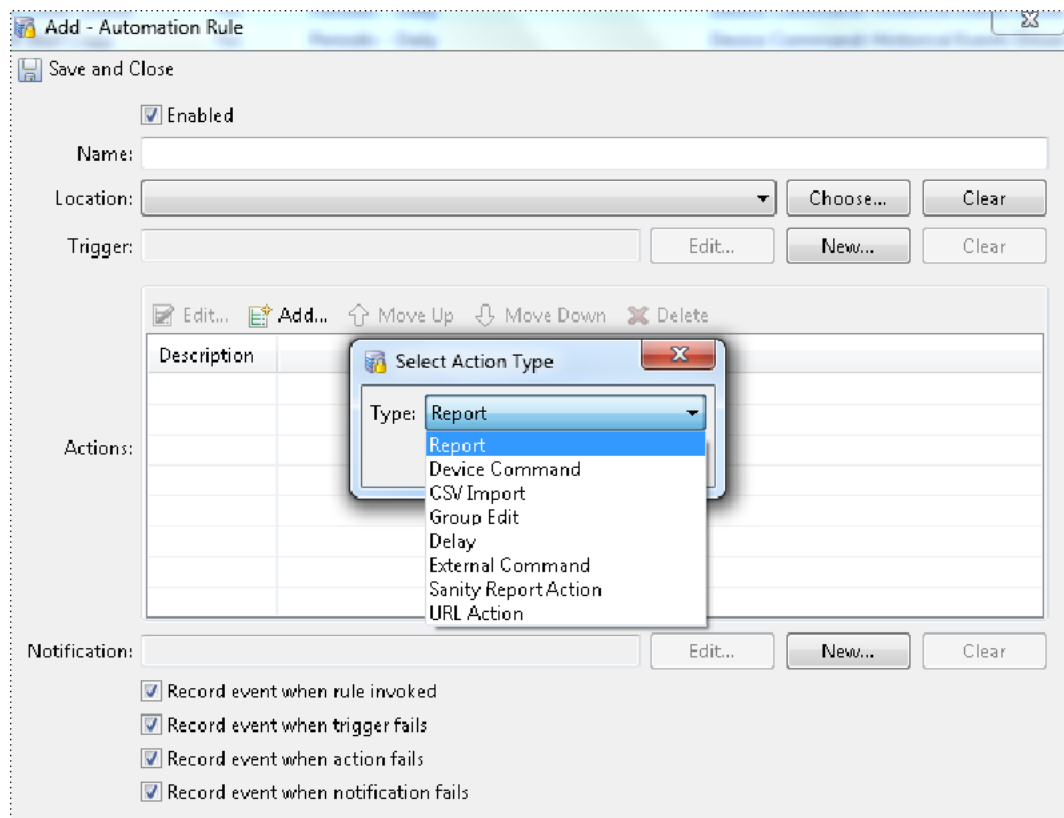 Add - Automation Rule
Save and Close
Enabled
Name:
Location: Choose... Clear
Trigger: Edit... New... Clear
Edit... Add... Move Up Move Down Delete
Description
Select Action Type
Type: Report
Report
Device Command
CSV Import
Group Edit
Delay
External Command
Sanity Report Action
URL Action
Actions:
Notification: Edit... New... Clear
Record event when rule invoked
Record event when trigger fails
Record event when action fails
Record event when notification fails